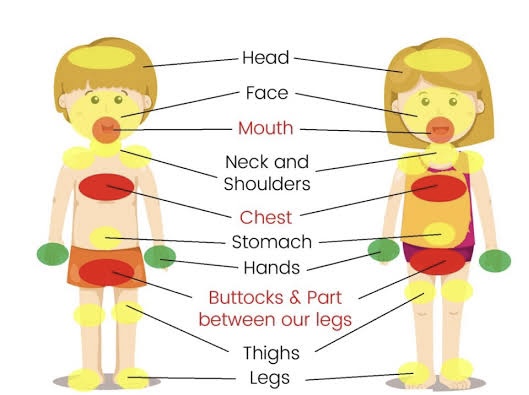 Head
Face
Mouth
Neck and
Shoulders
Chest
Stomach
Hands
Buttocks & Part
between our legs
Thighs
Legs